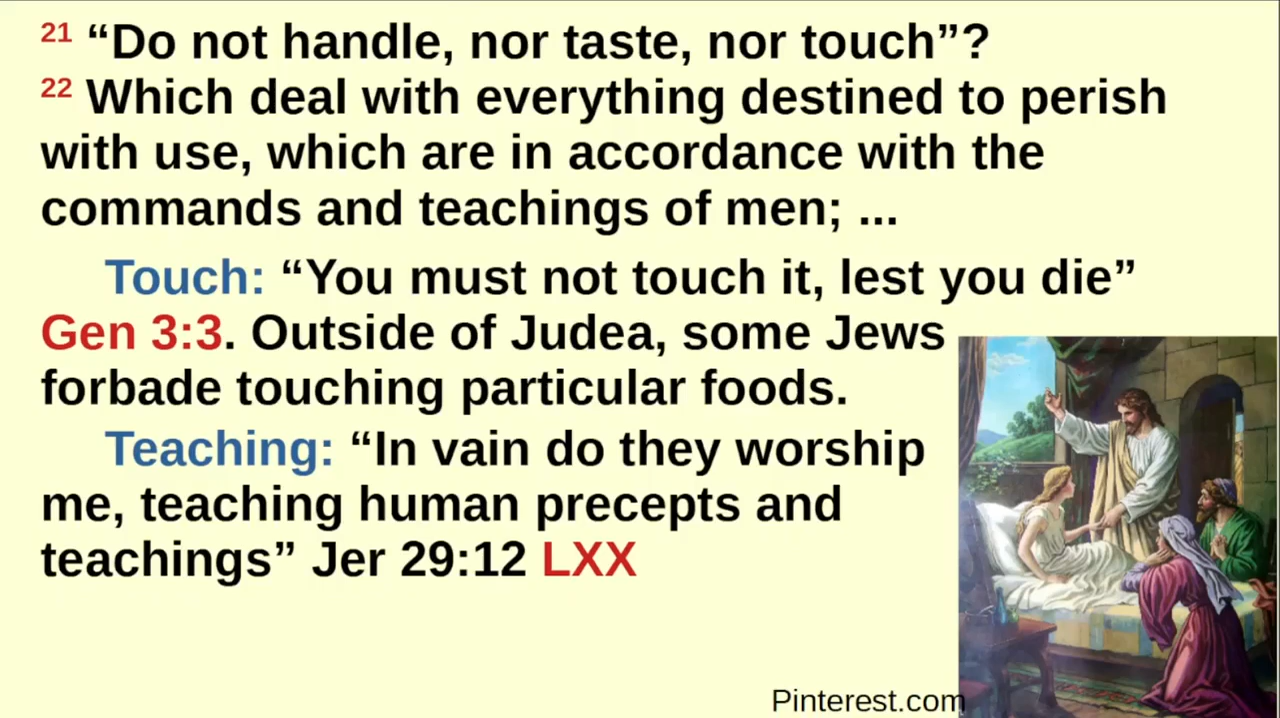 21 “Do not handle, nor taste, nor touch”?
22 Which deal with everything destined to perish
with use, which are in accordance with the
commands and teachings of men; ...
Touch: “You must not touch it, lest you die”
Gen 3:3. Outside of Judea, some Jews
forbade touching particular foods.
Teaching: “In vain do they worship
me, teaching human precepts and
teachings” Jer 29:12 LXX
Pinterest.com